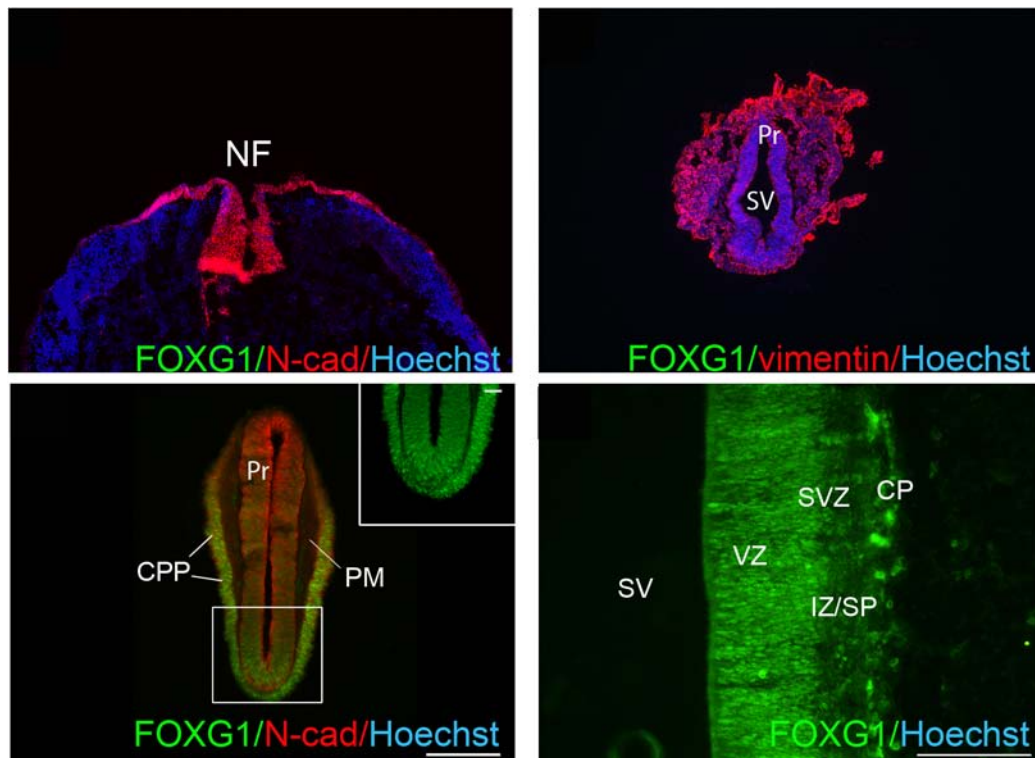 NF
FOXG1/N-cad/Hoechst
Pr
SV
FOXG1/vimentin/Hoechst
Pr
CPP
PM
FOXG1/N-cad/Hoechst
SVZ
CP
VZ
SV
IZ/SP
FOXG1/Hoechst